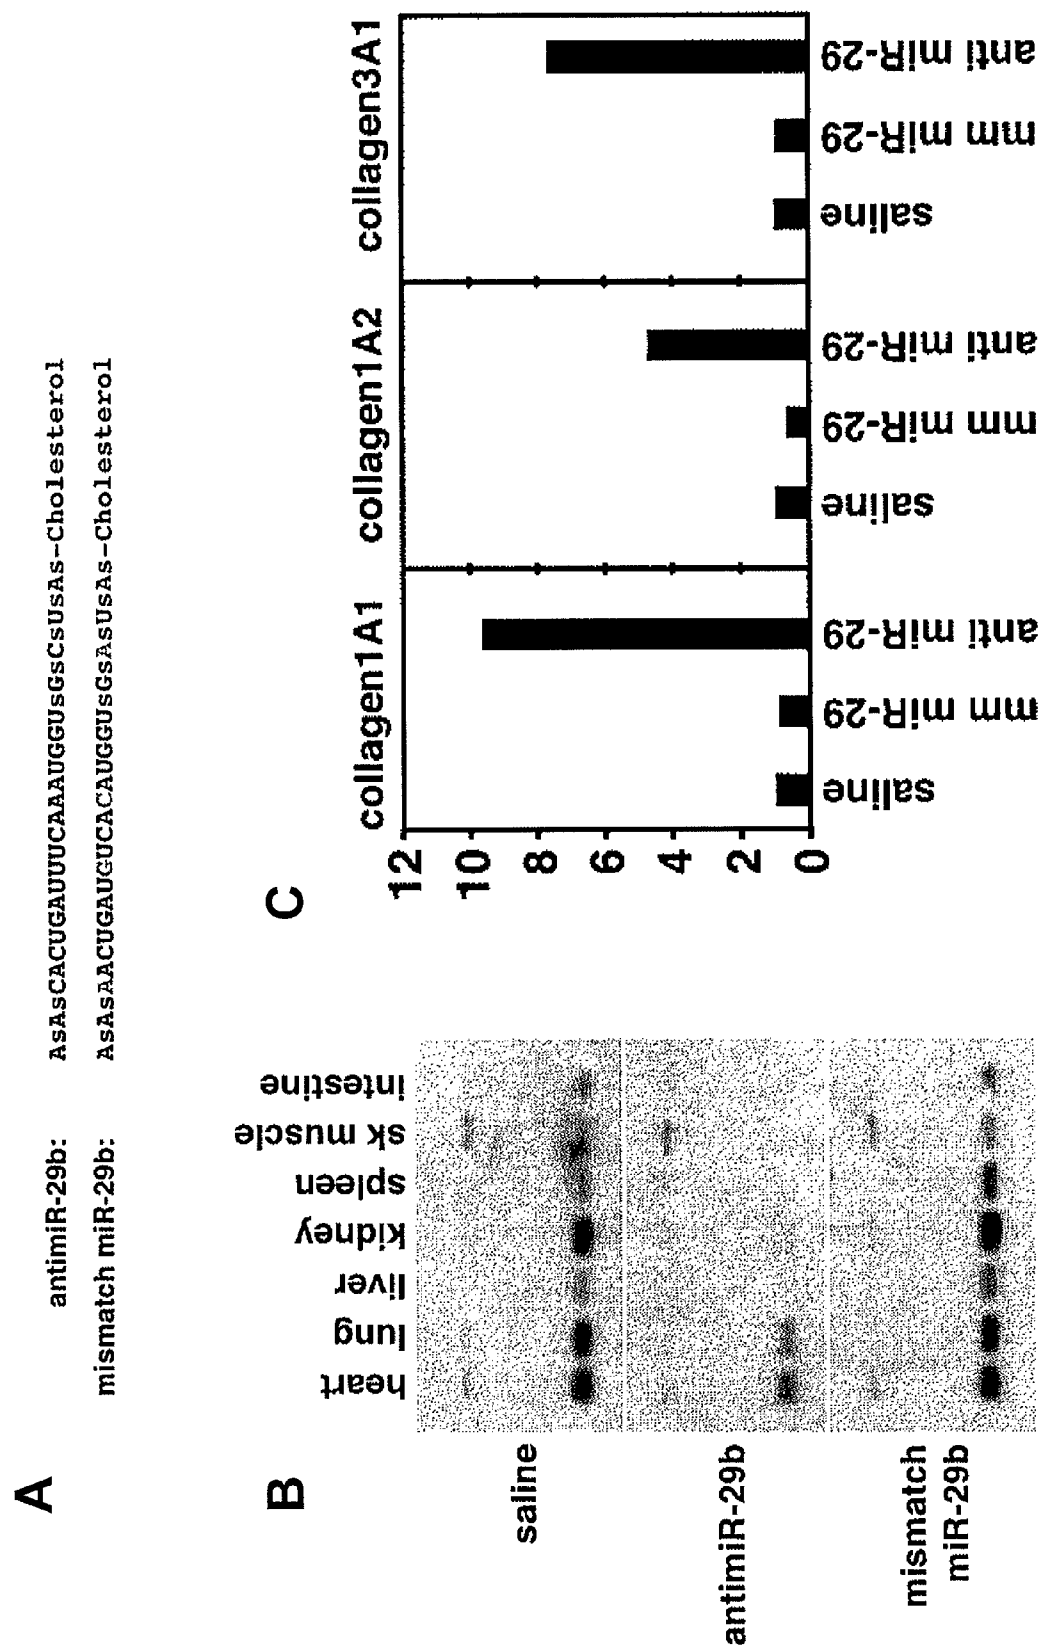 A
antimiR-29b: AsAsCACUGAUUUCAAAUGGUsGsCsUsAs-Cholesterol
mismatch miR-29b: AsAsAACUGAUGUCACAUGGUsGsAsUsAs-Cholesterol
B
heart
lung
liver
kidney
spleen
sk muscle
intestine
saline
antimiR-29b
mismatch
miR-29b
C
collagen1A1
collagen1A2
collagen3A1
12
10
8
6
4
2
0
saline
mm miR-29
anti miR-29
saline
mm miR-29
anti miR-29
saline
mm miR-29
anti miR-29